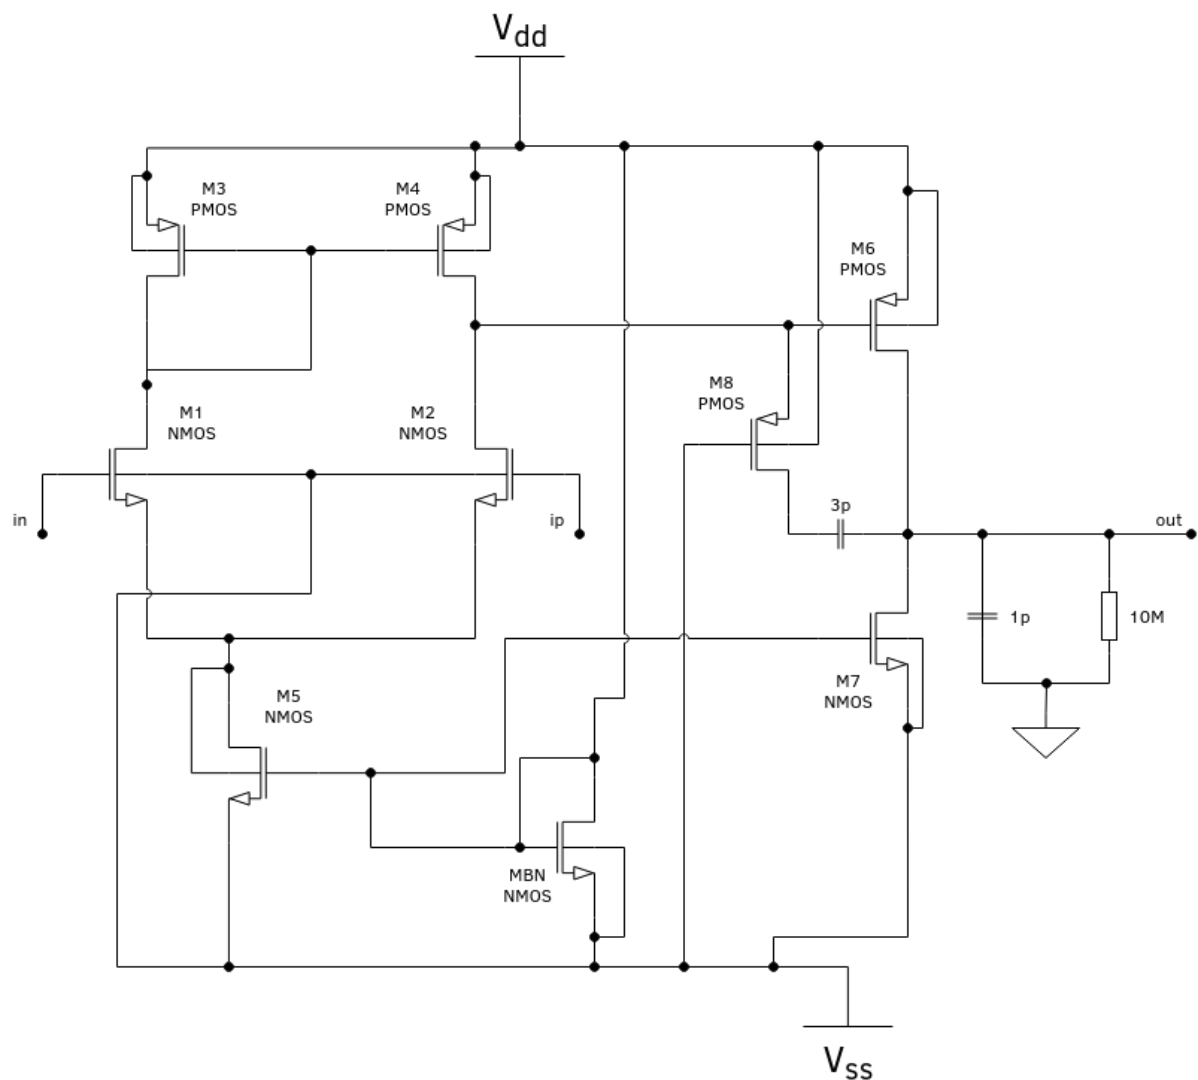 Vdd
M3
PMOS
M4
PMOS
M6
PMOS
M8
PMOS
M1
NMOS
M2
NMOS
in
ip
3p
out
1p
10M
M7
NMOS
M5
NMOS
MBN
NMOS
Vss